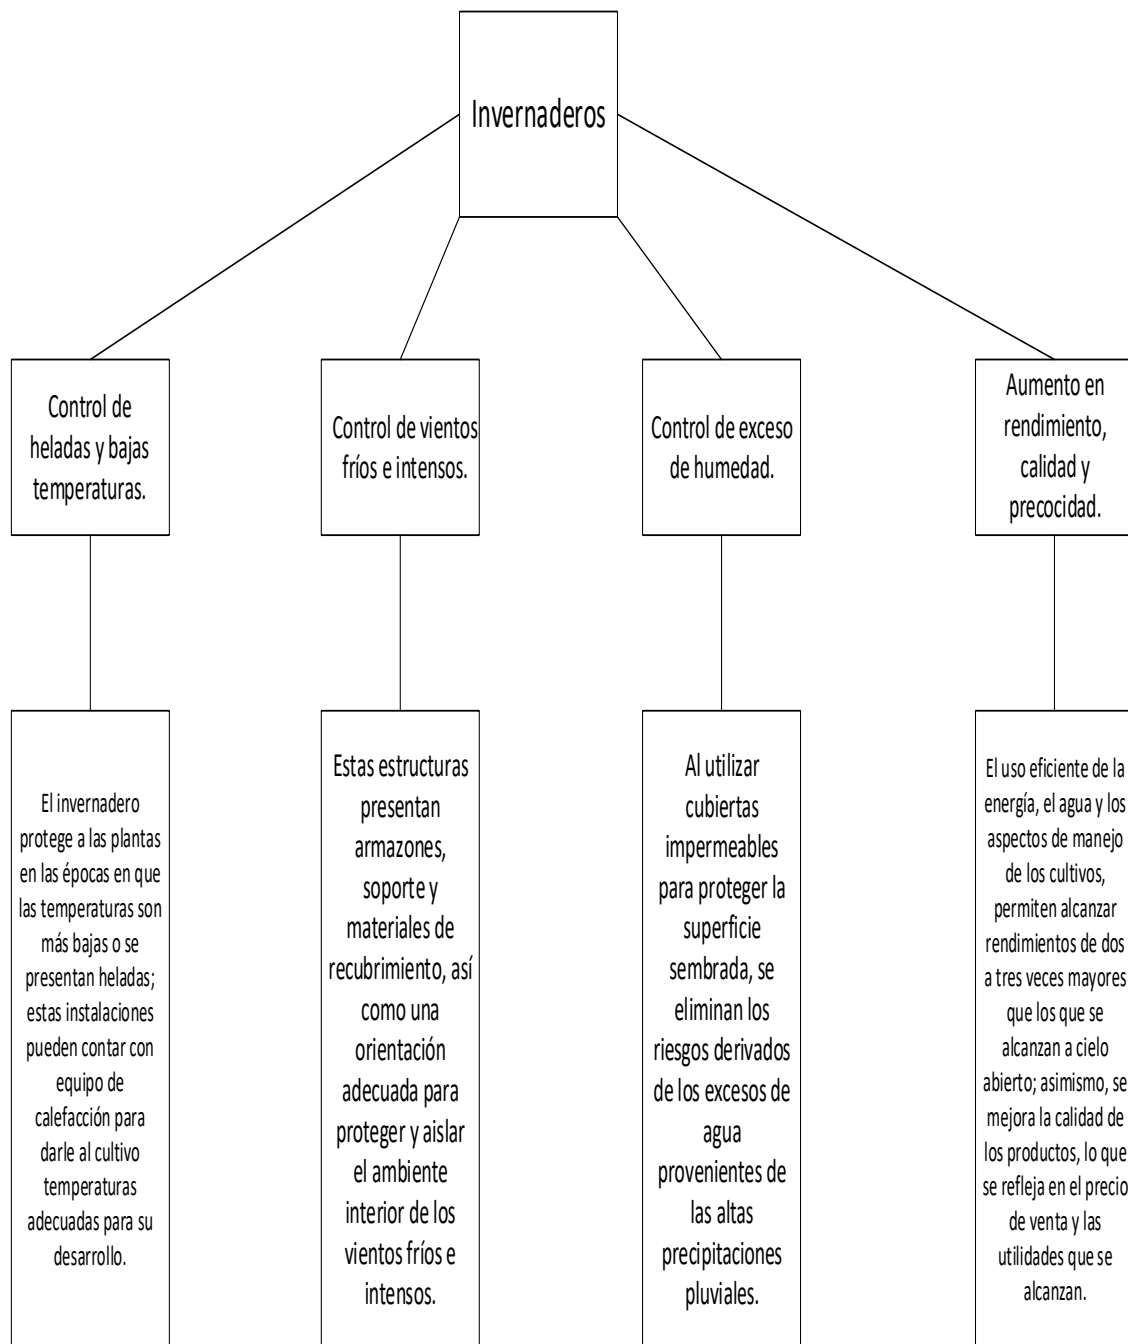 Invernaderos
Control de
heladas y bajas
temperaturas.
Control de vientos
fríos e intensos.
Control de exceso
de humedad.
Aumento en
rendimiento,
calidad y
precocidad.
El invernadero
protege a las plantas
en las épocas en que
las temperaturas son
más bajas o se
presentan heladas;
estas instalaciones
pueden contar con
equipo de
calefacción para
darle al cultivo
temperaturas
adecuadas para su
desarrollo.
Estas estructuras
presentan
armazones,
soporte y
materiales de
recubrimiento, así
como una
orientación
adecuada para
proteger y aislar
el ambiente
interior de los
vientos fríos e
intensos.
Al utilizar
cubiertas
impermeables
para proteger la
superficie
sembrada, se
eliminan los
riesgos derivados
de los excesos de
agua
provenientes de
las altas
precipitaciones
pluviales.
El uso eficiente de la
energía, el agua y los
aspectos de manejo
de los cultivos,
permiten alcanzar
rendimientos de dos
a tres veces mayores
que los que se
alcanzan a cielo
abierto; asimismo, se
mejora la calidad de
los productos, lo que
se refleja en el precio
de venta y las
utilidades que se
alcanzan.